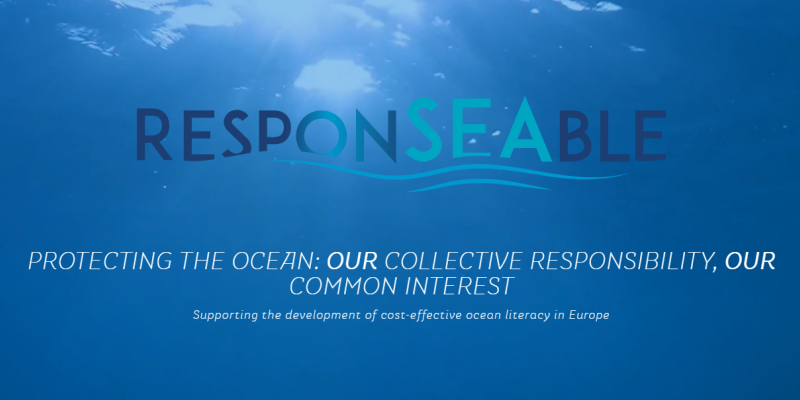 RESPONSEABLE
PROTECTING THE OCEAN: OUR COLLECTIVE RESPONSIBILITY, OUR
COMMON INTEREST
Supporting the development of cost-effective ocean literacy in Europe